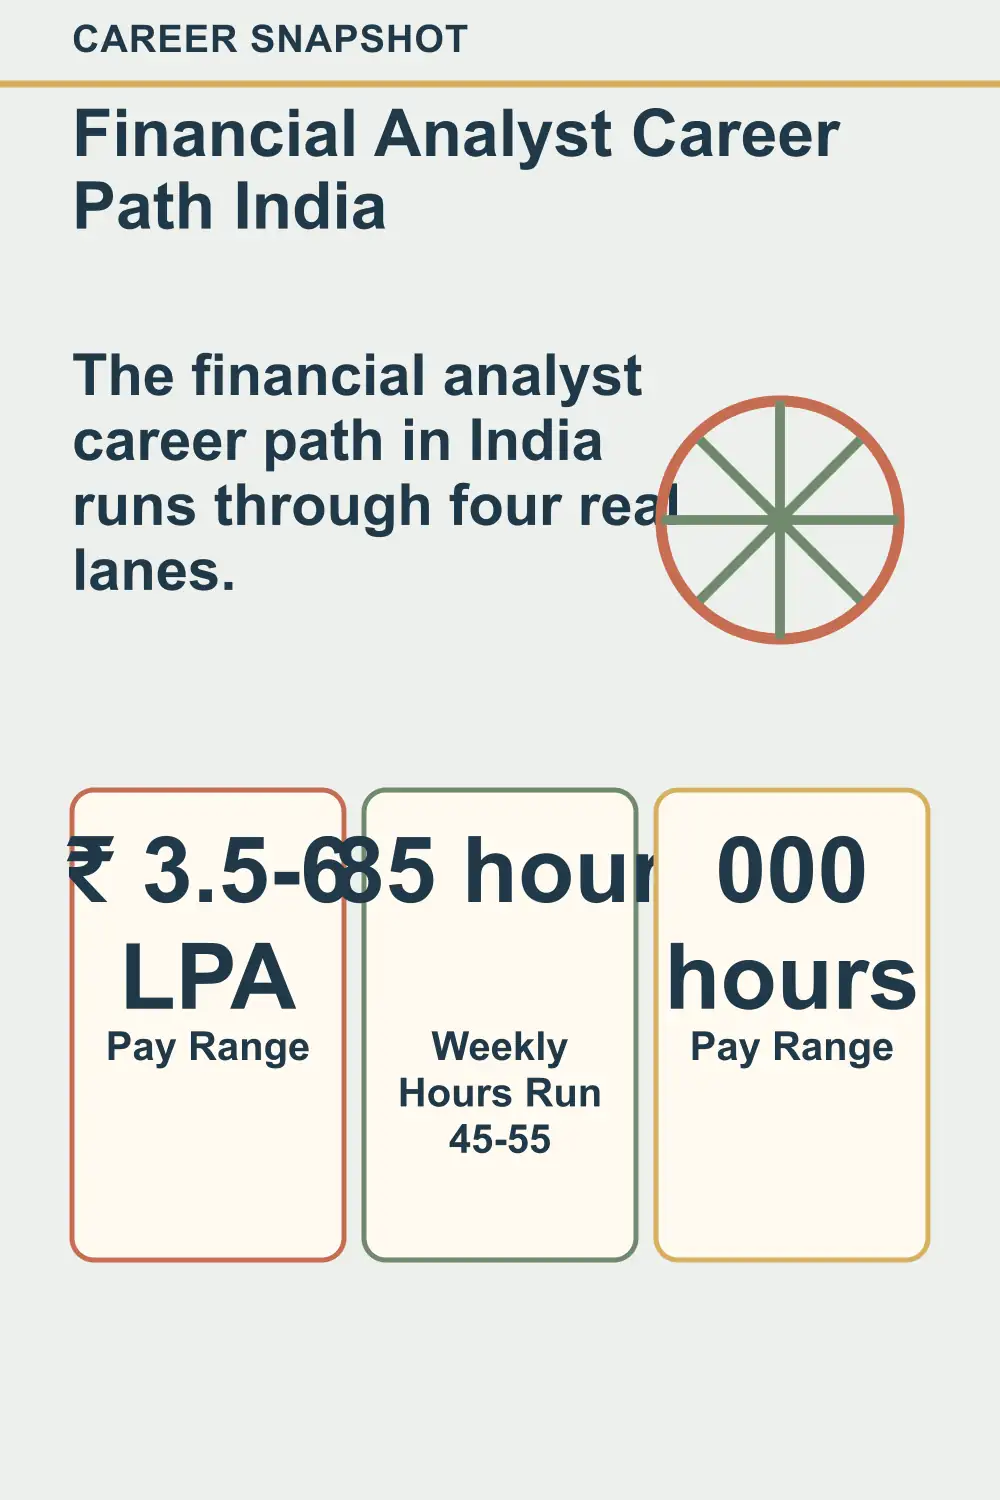 CAREER SNAPSHOT
Financial Analyst Career
Path India
The financial analyst
career path in India
runs through four real
lanes.
₹ 3.5-6
LPA
Pay Range
85 hour
Weekly
Hours Run
45-55
000
hours
Pay Range